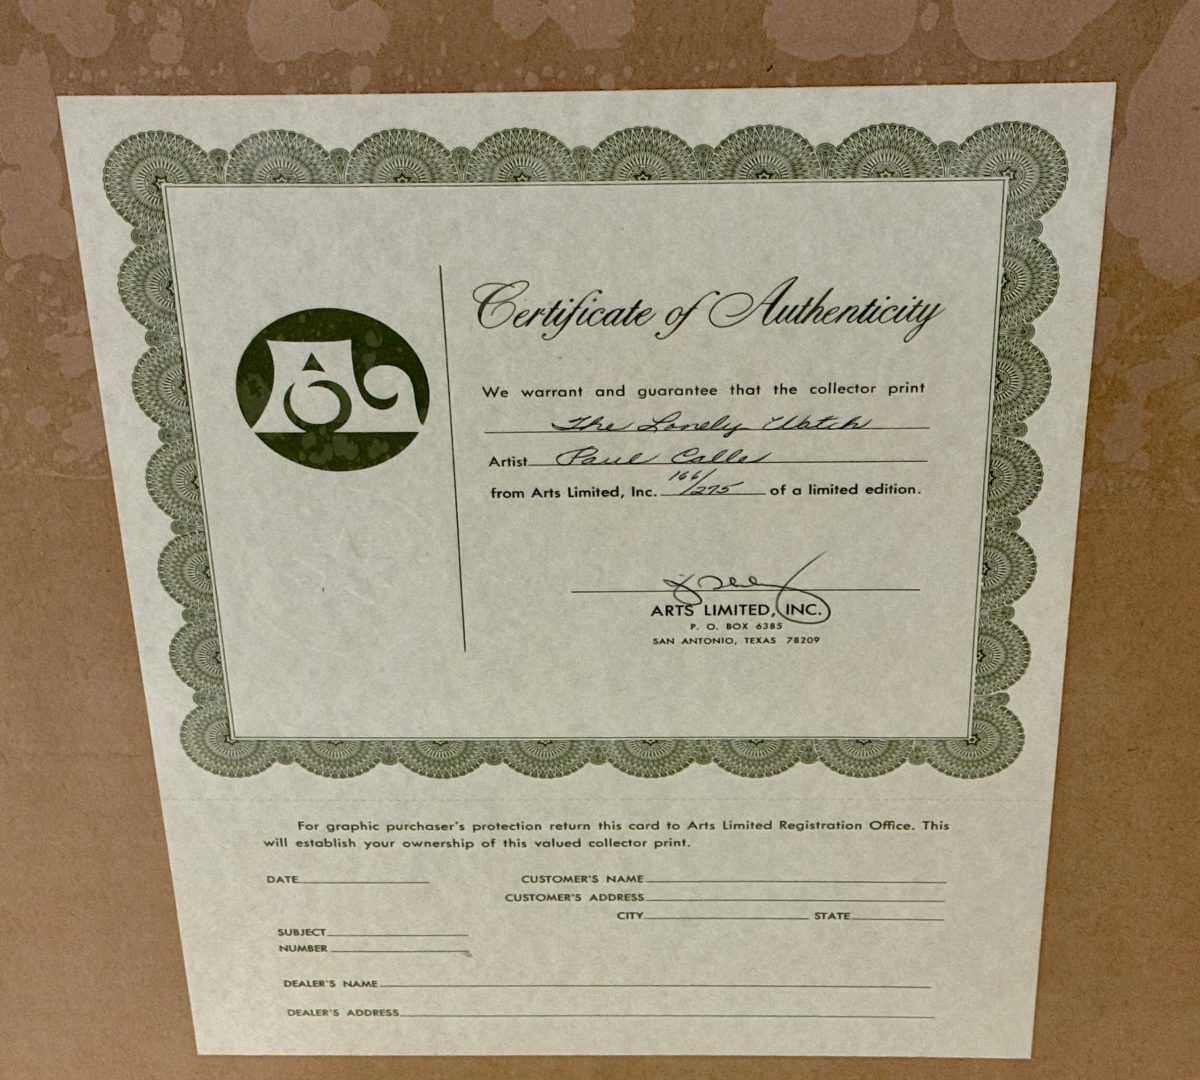 Certificate of Authenticity
We warrant and guarantee that the collector print
The Lonely Watch
Artist Paul Calle
from Arts Limited, Inc. 166/275 of a limited edition.
ARTS LIMITED, INC.
P. O. BOX 6385
SAN ANTONIO, TEXAS 78209
For graphic purchaser's protection return this card to Arts Limited Registration Office. This
will establish your ownership of this valued collector print.
DATE CUSTOMER'S NAME
CUSTOMER'S ADDRESS
CITY STATE
SUBJECT
NUMBER
DEALER'S NAME
DEALER'S ADDRESS